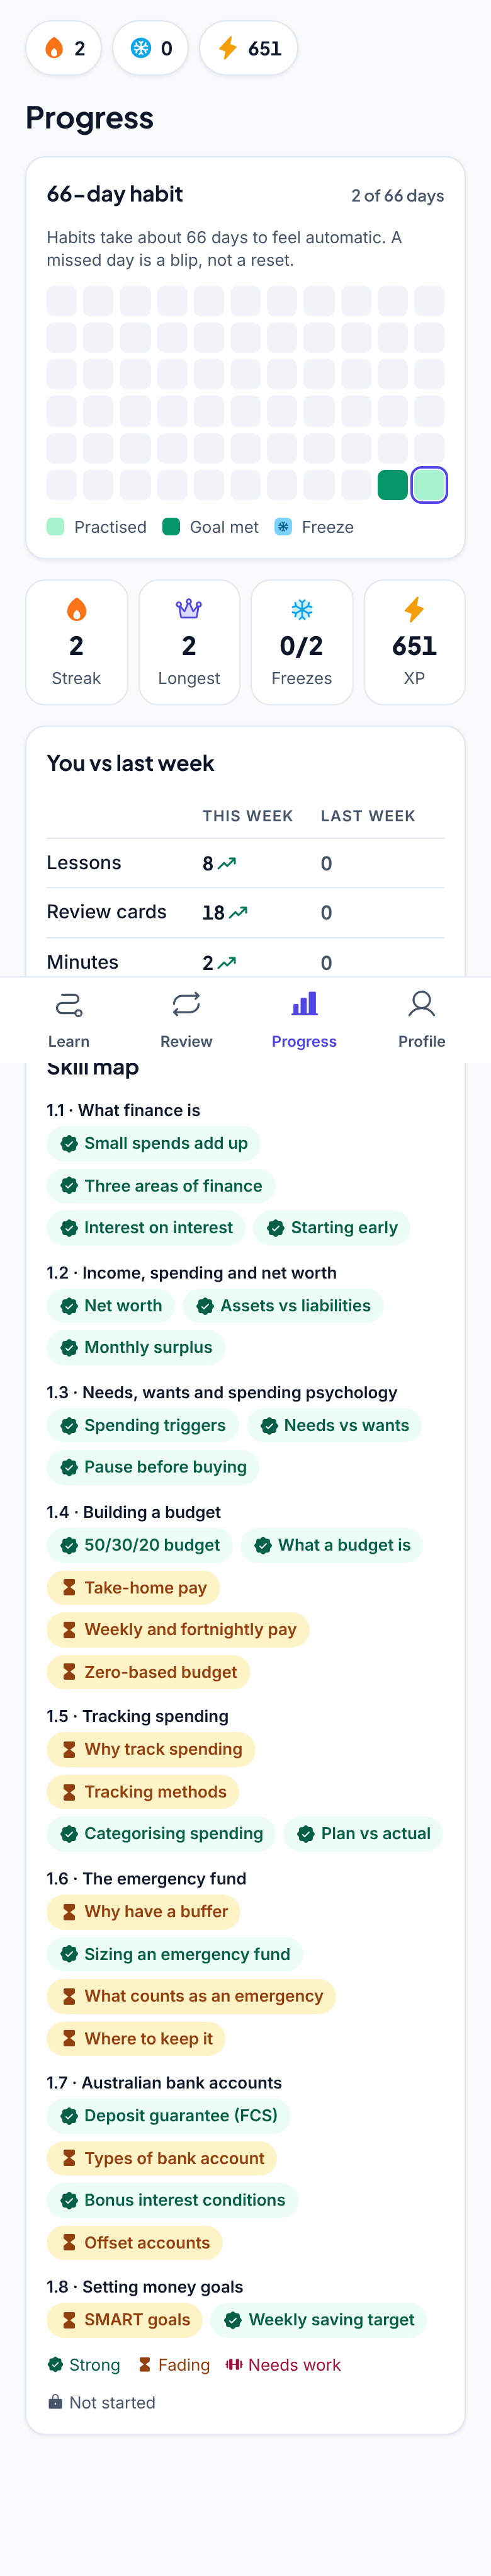 2 0 651
Progress
66-day habit 2 of 66 days
Habits take about 66 days to feel automatic. A
missed day is a blip, not a reset.
Practised Goal met Freeze
2 2 0/2 651
Streak Longest Freezes XP
You vs last week
THIS WEEK LAST WEEK
Lessons 8 0
Review cards 18 0
Minutes 2 0
Learn Review Progress Profile
Skill map
1.1 · What finance is
Small spends add up
Three areas of finance
Interest on interest Starting early
1.2 · Income, spending and net worth
Net worth Assets vs liabilities
Monthly surplus
1.3 · Needs, wants and spending psychology
Spending triggers Needs vs wants
Pause before buying
1.4 · Building a budget
50/30/20 budget What a budget is
Take-home pay
Weekly and fortnightly pay
Zero-based budget
1.5 · Tracking spending
Why track spending
Tracking methods
Categorising spending Plan vs actual
1.6 · The emergency fund
Why have a buffer
Sizing an emergency fund
What counts as an emergency
Where to keep it
1.7 · Australian bank accounts
Deposit guarantee (FCS)
Types of bank account
Bonus interest conditions
Offset accounts
1.8 · Setting money goals
SMART goals Weekly saving target
Strong Fading Needs work
Not started